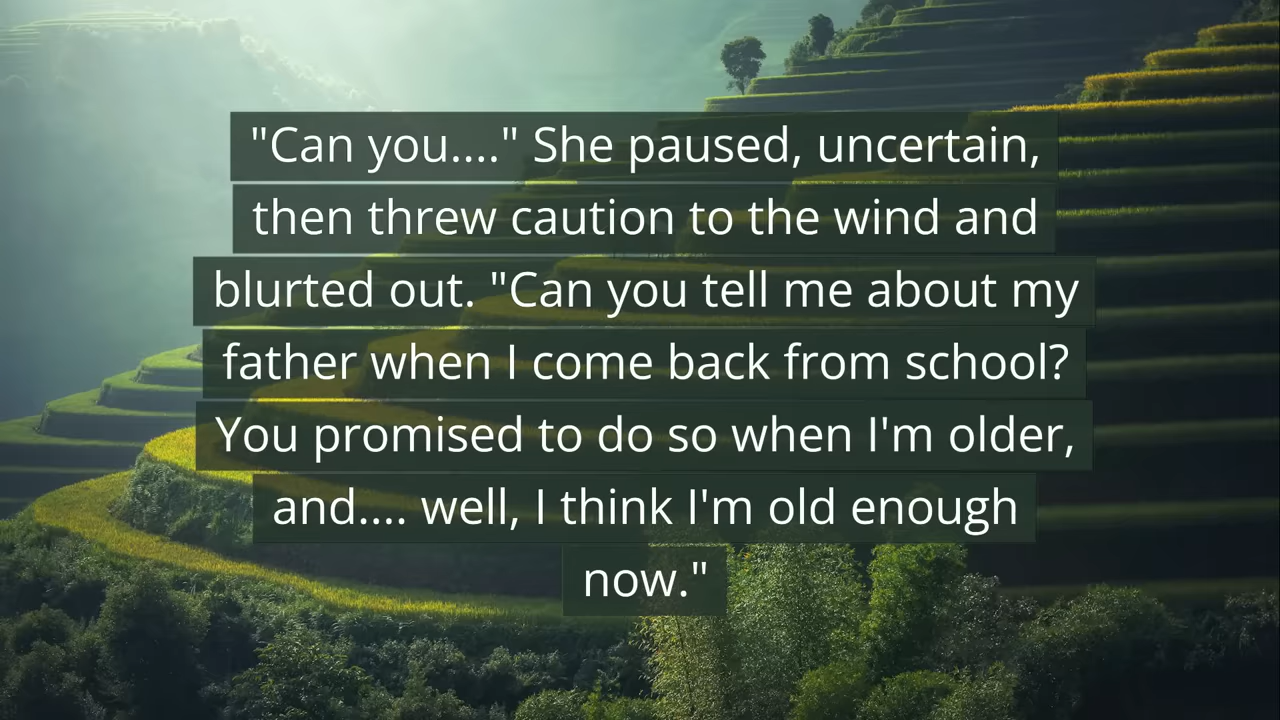 "Can you...." She paused, uncertain,
then threw caution to the wind and
blurted out. "Can you tell me about my
father when I come back from school?
You promised to do so when I'm older,
and.... well, I think I'm old enough
now."